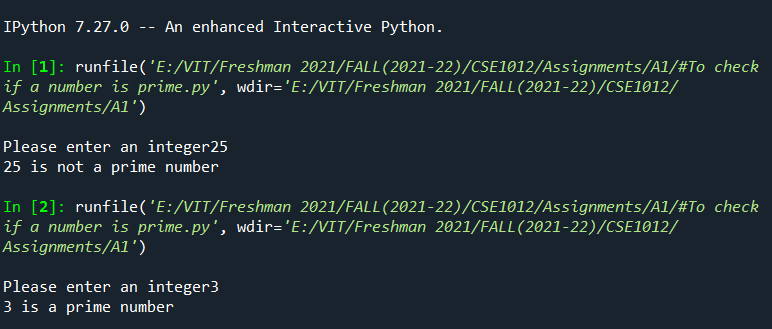 IPython 7.27.0 -- An enhanced Interactive Python.
In [1]: runfile('E:/VIT/Freshman 2021/FALL(2021-22)/CSE1012/Assignments/A1/#To check
if a number is prime.py', wdir='E:/VIT/Freshman 2021/FALL(2021-22)/CSE1012/
Assignments/A1')
Please enter an integer25
25 is not a prime number
In [2]: runfile('E:/VIT/Freshman 2021/FALL(2021-22)/CSE1012/Assignments/A1/#To check
if a number is prime.py', wdir='E:/VIT/Freshman 2021/FALL(2021-22)/CSE1012/
Assignments/A1')
Please enter an integer3
3 is a prime number